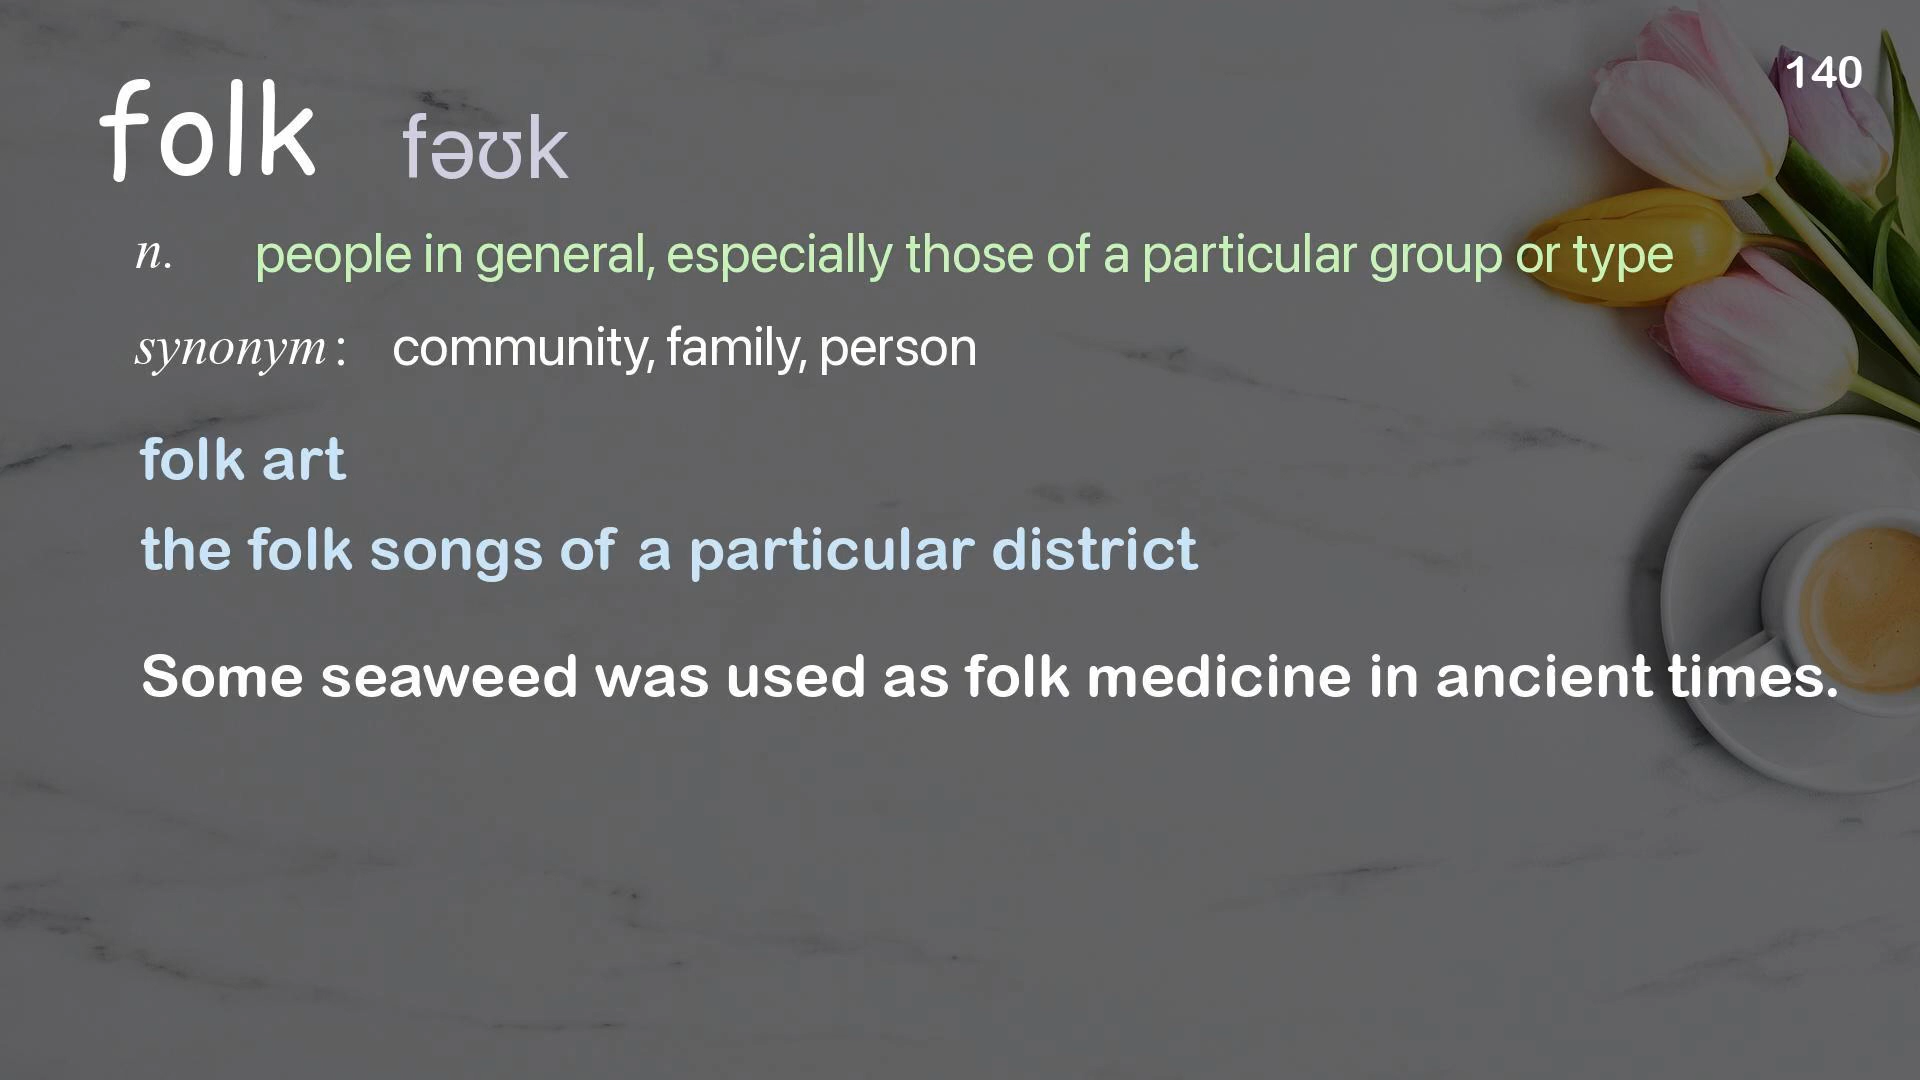 140
folk fəʊk
n. people in general, especially those of a particular group or type
synonym: community, family, person
folk art
the folk songs of a particular district
Some seaweed was used as folk medicine in ancient times.